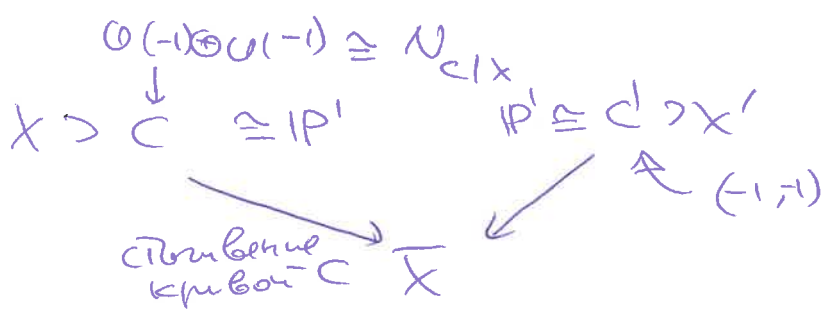 O(-1)⊕O(-1) ≅ N_{C/X}
↓
X ⊃ C ≅ ℙ¹ ℙ¹ ≅ C' ⊃ X'
(-1,-1)
стягивание
кривой C X̄